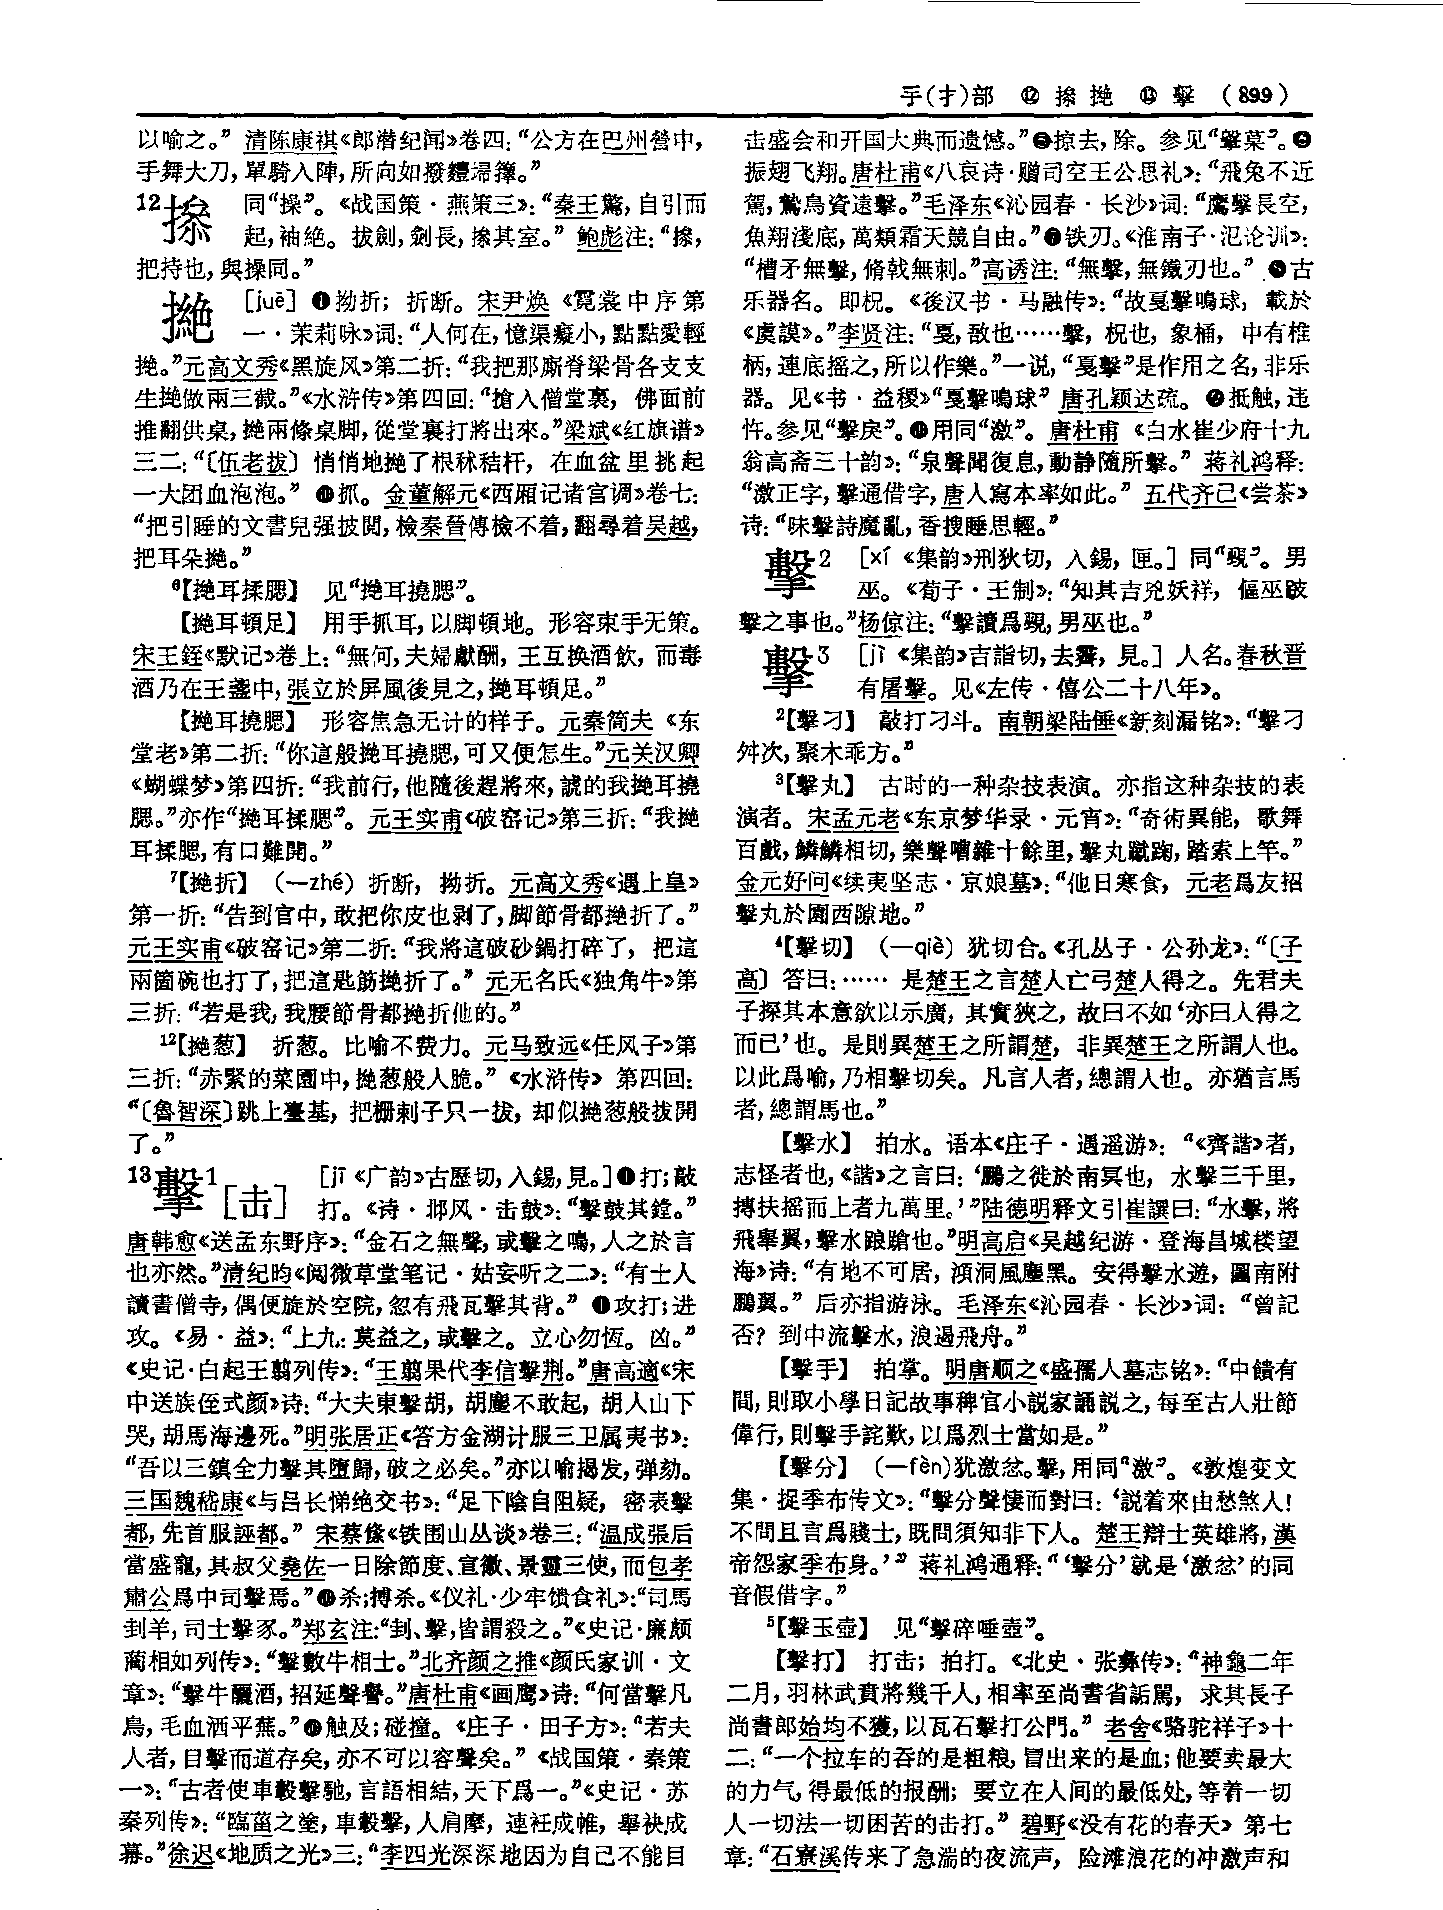 手(扌)部 ⑫ 摻 撧 ⑬ 擊 (899)
以喻之。”清陈康祺《郎潜纪闻》卷四：“公方在巴州營中，
手舞大刀，單騎入陣，所向如撥麷埽籜。”
12摻 同“操”。《战国策·燕策三》：“秦王驚，自引而
起，袖絶。拔劍，劍長，摻其室。”鲍彪注：“摻，
把持也，與操同。”
撧 [juē] ❶拗折；折断。宋尹焕《霓裳中序第
一·茉莉咏》词：“人何在，憶渠癡小，點點愛輕
撧。”元高文秀《黑旋风》第二折：“我把那廝脊梁骨各支支
生撧做兩三截。”《水浒传》第四回：“搶入僧堂裏，佛面前
推翻供桌，撧兩條桌脚，從堂裏打將出來。”梁斌《红旗谱》
三二：“〔伍老拔〕悄悄地撧了根秫秸杆，在血盆里挑起
一大团血泡泡。”❷抓。金董解元《西厢记诸宫调》卷七：
“把引睡的文書兒强披閲，檢秦晉傳檢不着，翻尋着吴越，
把耳朵撧。”
6【撧耳揉腮】 见“撧耳撓腮”。
【撧耳頓足】 用手抓耳，以脚頓地。形容束手无策。
宋王铚《默记》卷上：“無何，夫婦獻酬，王互换酒飲，而毒
酒乃在王盞中，張立於屏風後見之，撧耳頓足。”
【撧耳撓腮】 形容焦急无计的样子。元秦简夫《东
堂老》第二折：“你這般撧耳撓腮，可又便怎生。”元关汉卿
《蝴蝶梦》第四折：“我前行，他隨後趕將來，諕的我撧耳撓
腮。”亦作“撧耳揉腮”。元王实甫《破窑记》第三折：“我撧
耳揉腮，有口難開。”
7【撧折】 (—zhé) 折断，拗折。元高文秀《遇上皇》
第一折：“告到官中，敢把你皮也剥了，脚節骨都撧折了。”
元王实甫《破窑记》第二折：“我將這破砂鍋打碎了，把這
兩箇碗也打了，把這匙筯撧折了。”元无名氏《独角牛》第
三折：“若是我，我腰節骨都撧折他的。”
12【撧葱】 折葱。比喻不费力。元马致远《任风子》第
三折：“赤緊的菜園中，撧葱般人脆。”《水浒传》第四回：
“〔魯智深〕跳上臺基，把栅剌子只一拔，却似撧葱般拔開
了。”
13擊1[击] [jī《广韵》古歷切，入錫，見。]❶打；敲
打。《诗·邶风·击鼓》：“擊鼓其鏜。”
唐韩愈《送孟东野序》：“金石之無聲，或擊之鳴，人之於言
也亦然。”清纪昀《阅微草堂笔记·姑妄听之二》：“有士人
讀書僧寺，偶便旋於空院，忽有飛瓦擊其背。”❷攻打；进
攻。《易·益》：“上九：莫益之，或擊之。立心勿恆。凶。”
《史记·白起王翦列传》：“王翦果代李信擊荆。”唐高適《宋
中送族侄式颜》诗：“大夫東擊胡，胡塵不敢起，胡人山下
哭，胡馬海邊死。”明张居正《答方金湖计服三卫属夷书》：
“吾以三鎮全力擊其墮歸，破之必矣。”亦以喻揭发，弹劾。
三国魏嵇康《与吕长悌绝交书》：“足下陰自阻疑，密表擊
都，先首服誣都。”宋蔡絛《铁围山丛谈》卷三：“温成張后
當盛寵，其叔父堯佐一日除節度、宣徽、景靈三使，而包孝
肅公爲中司擊焉。”❸杀；搏杀。《仪礼·少牢馈食礼》：“司馬
刲羊，司士擊豕。”郑玄注：“刲、擊，皆謂殺之。”《史记·廉颇
蔺相如列传》：“擊數牛相士。”北齐颜之推《颜氏家训·文
章》：“擊牛釃酒，招延聲譽。”唐杜甫《画鹰》诗：“何當擊凡
鳥，毛血洒平蕪。”❹触及；碰撞。《庄子·田子方》：“若夫
人者，目擊而道存矣，亦不可以容聲矣。”《战国策·秦策
一》：“古者使車轂擊馳，言語相結，天下爲一。”《史记·苏
秦列传》：“臨菑之塗，車轂擊，人肩摩，連衽成帷，舉袂成
幕。”徐迟《地质之光》三：“李四光深深地因为自己不能目
击盛会和开国大典而遗憾。”❺掠去，除。参见“擊菒”。❻
振翅飞翔。唐杜甫《八哀诗·赠司空王公思礼》：“飛兔不近
駕，鷙鳥資遠擊。”毛泽东《沁园春·长沙》词：“鷹擊長空，
魚翔淺底，萬類霜天競自由。”❼铁刃。《淮南子·氾论训》：
“槽矛無擊，脩戟無刺。”高诱注：“無擊，無鐵刃也。”❽古
乐器名。即柷。《後汉书·马融传》：“故戛擊鳴球，載於
《虞謨》。”李贤注：“戛，敔也……擊，柷也，象桶，中有椎
柄，連底摇之，所以作樂。”一说，“戛擊”是作用之名，非乐
器。见《书·益稷》“戛擊鳴球”唐孔颖达疏。❾抵触，违
忤。参见“擊戾”。❿用同“激”。唐杜甫《白水崔少府十九
翁高斋三十韵》：“泉聲聞復息，動静隨所擊。”蒋礼鸿释：
“激正字，擊通借字，唐人寫本率如此。”五代齐己《尝茶》
诗：“味擊詩魔亂，香搜睡思輕。”
擊2 [xí《集韵》刑狄切，入錫，匣。]同“覡”。男
巫。《荀子·王制》：“知其吉兇妖祥，傴巫跛
擊之事也。”杨倞注：“擊讀爲覡，男巫也。”
擊3 [jì《集韵》吉詣切，去霽，見。]人名。春秋晋
有屠擊。见《左传·僖公二十八年》。
2【擊刁】 敲打刁斗。南朝梁陆倕《新刻漏铭》：“擊刁
舛次，聚木乖方。”
3【擊丸】 古时的一种杂技表演。亦指这种杂技的表
演者。宋孟元老《东京梦华录·元宵》：“奇術異能，歌舞
百戲，鱗鱗相切，樂聲嘈雜十餘里，擊丸蹴踘，踏索上竿。”
金元好问《续夷坚志·京娘墓》：“他日寒食，元老爲友招
擊丸於園西隙地。”
4【擊切】 (—qiè) 犹切合。《孔丛子·公孙龙》：“〔子
高〕答曰：……是楚王之言楚人亡弓楚人得之。先君夫
子探其本意欲以示廣，其實狹之，故曰不如‘亦曰人得之
而已’也。是則異楚王之所謂楚，非異楚王之所謂人也。
以此爲喻，乃相擊切矣。凡言人者，總謂人也。亦猶言馬
者，總謂馬也。”
【擊水】 拍水。语本《庄子·逍遥游》：“《齊諧》者，
志怪者也，《諧》之言曰：‘鵬之徙於南冥也，水擊三千里，
摶扶摇而上者九萬里。’”陆德明释文引崔譔曰：“水擊，將
飛舉翼，擊水踉蹌也。”明高启《吴越纪游·登海昌城楼望
海》诗：“有地不可居，澒洞風塵黑。安得擊水遊，圖南附
鵬翼。”后亦指游泳。毛泽东《沁园春·长沙》词：“曾記
否？到中流擊水，浪遏飛舟。”
【擊手】 拍掌。明唐顺之《盛孺人墓志铭》：“中饋有
間，則取小學日記故事稗官小説家誦説之，每至古人壯節
偉行，則擊手詫歎，以爲烈士當如是。”
【擊分】 (—fèn)犹激忿。擊，用同“激”。《敦煌变文
集·捉季布传文》：“擊分聲悽而對曰：‘説着來由愁煞人！
不問且言爲賤士，既問須知非下人。楚王辯士英雄將，漢
帝怨家季布身。’”蒋礼鸿通释：“‘擊分’就是‘激忿’的同
音假借字。”
5【擊玉壺】 见“擊碎唾壺”。
【擊打】 打击；拍打。《北史·张彝传》：“神龜二年
二月，羽林武賁將幾千人，相率至尚書省詬駡，求其長子
尚書郎始均不獲，以瓦石擊打公門。”老舍《骆驼祥子》十
二：“一个拉车的吞的是粗粮，冒出来的是血；他要卖最大
的力气，得最低的报酬；要立在人间的最低处，等着一切
人一切法一切困苦的击打。”碧野《没有花的春天》第七
章：“石寮溪传来了急湍的夜流声，险滩浪花的冲激声和